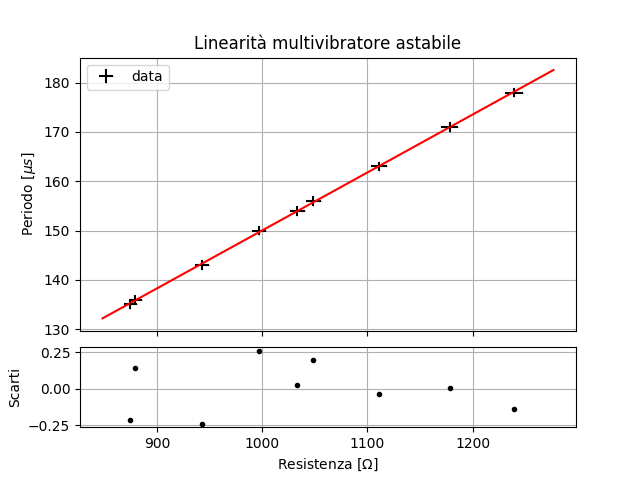 Linearità multivibratore astabile
data
Periodo [μs]
180
170
160
150
140
130
Scarti
0.25
0.00
−0.25
900 1000 1100 1200
Resistenza [Ω]